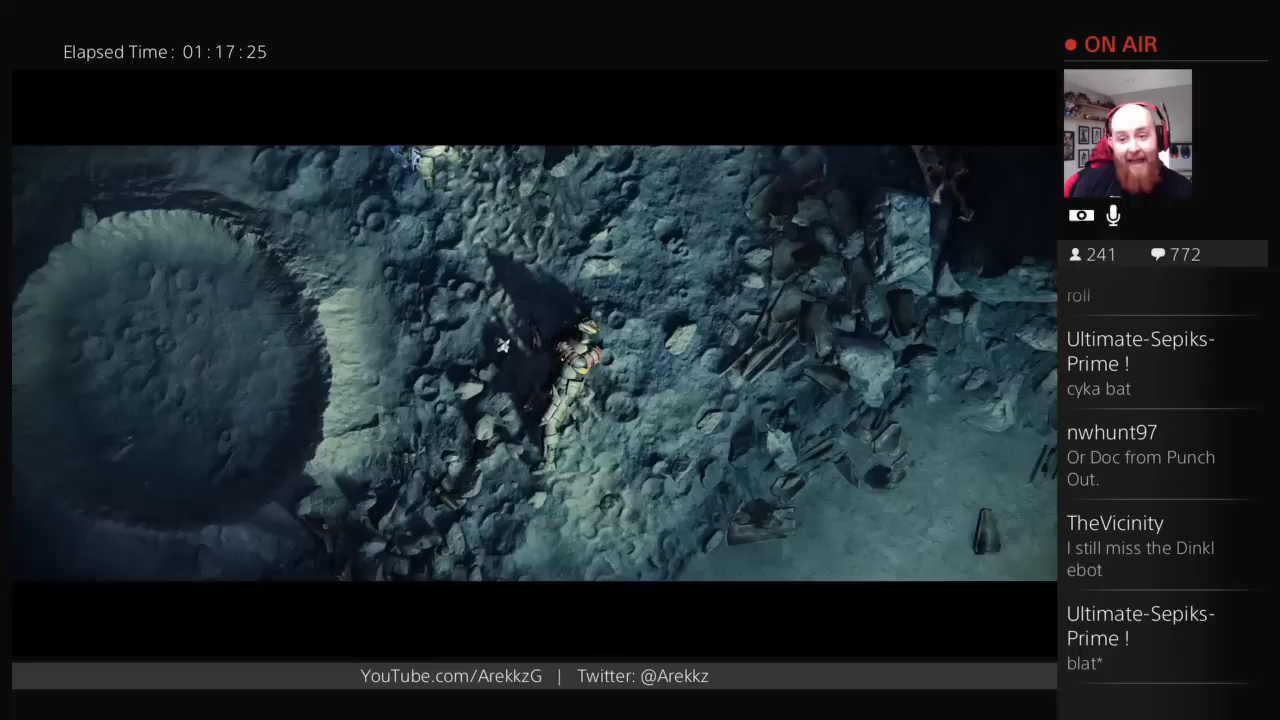 Elapsed Time: 01:17:25
ON AIR
241 772
roll
Ultimate-Sepiks-
Prime !
cyka bat
nwhunt97
Or Doc from Punch
Out.
TheVicinity
I still miss the Dinkl
ebot
Ultimate-Sepiks-
Prime !
blat*
YouTube.com/ArekkzG | Twitter: @Arekkz